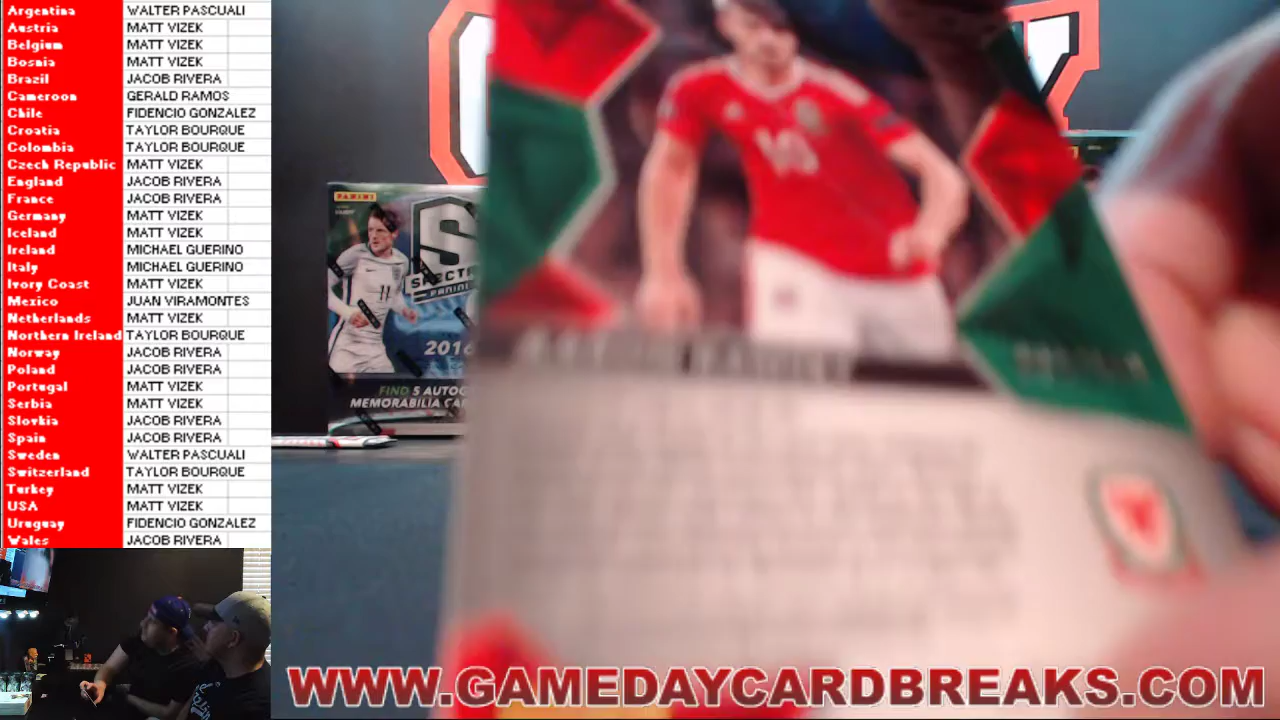 Argentina WALTER PASCUALI
Austria MATT VIZEK
Belgium MATT VIZEK
Bosnia MATT VIZEK
Brazil JACOB RIVERA
Cameroon GERALD RAMOS
Chile FIDENCIO GONZALEZ
Croatia TAYLOR BOURQUE
Colombia TAYLOR BOURQUE
Czech Republic MATT VIZEK
England JACOB RIVERA
France JACOB RIVERA
Germany MATT VIZEK
Iceland MATT VIZEK
Ireland MICHAEL GUERINO
Italy MICHAEL GUERINO
Ivory Coast MATT VIZEK
Mexico JUAN VIRAMONTES
Netherlands MATT VIZEK
Northern Ireland TAYLOR BOURQUE
Norway JACOB RIVERA
Poland JACOB RIVERA
Portugal MATT VIZEK
Serbia MATT VIZEK
Slovkia JACOB RIVERA
Spain JACOB RIVERA
Sweden WALTER PASCUALI
Switzerland TAYLOR BOURQUE
Turkey MATT VIZEK
USA MATT VIZEK
Uruguay FIDENCIO GONZALEZ
Wales JACOB RIVERA
PANINI
S
SPECTR
PANINI
11
2016
FIND 5 AUTOG
MEMORABILIA CAR
10
WWW.GAMEDAYCARDBREAKS.COM